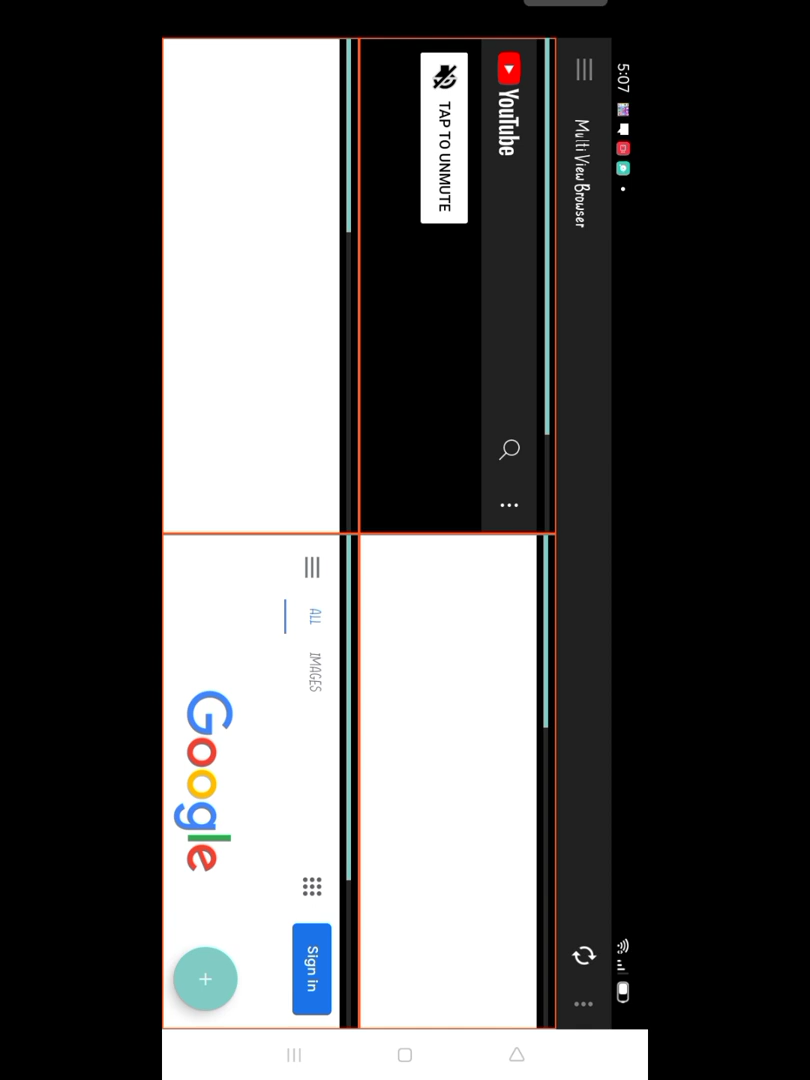 5:07
Multi View Browser
YouTube
TAP TO UNMUTE
ALL IMAGES
Sign in
Google
+